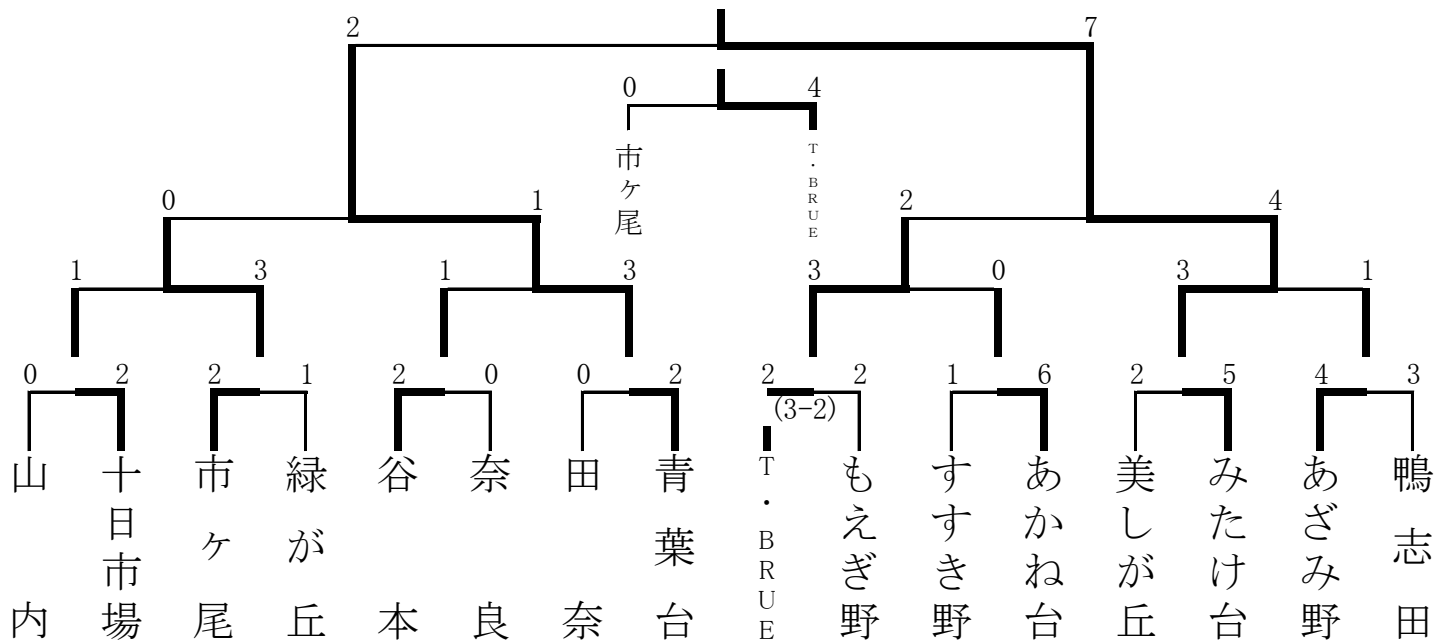 2 7
0 4
市ケ尾
T・BRUE
0 1 2 4
1 3 1 3 3 0 3 1
0 2 2 1 2 0 0 2 2 2 1 6 2 5 4 3
(3-2)
山内
十日市場
市ケ尾
緑が丘
谷本
奈良
田奈
青葉台
T・BRUE
もえぎ野
すすき野
あかね台
美しが丘
みたけ台
あざみ野
鴨志田